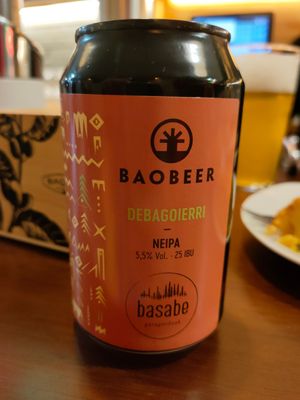 BAOBEER
DEBAGOIERRI
NEIPA
5,5% Vol. - 25 IBU
basabe